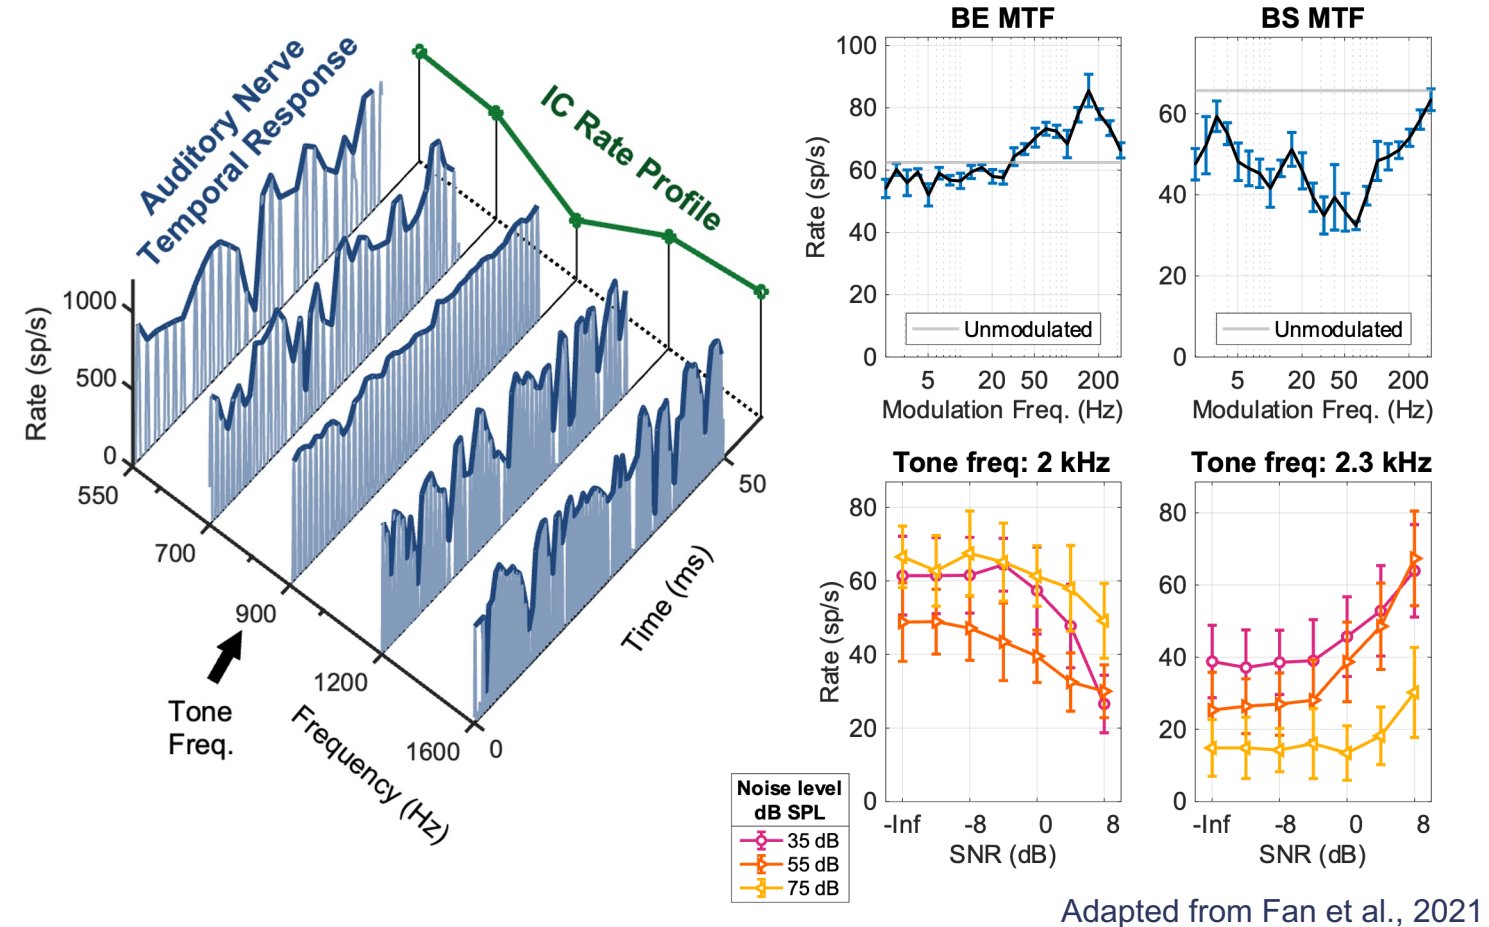 Auditory Nerve
Temporal Response
IC Rate Profile
Rate (sp/s)
1000
500
0
550
700
900
1200
1600
Tone
Freq.
Frequency (Hz)
0
50
Time (ms)
BE MTF
Rate (sp/s)
100
80
60
40
20
0
Unmodulated
5
20
50
200
Modulation Freq. (Hz)
BS MTF
60
40
20
0
Unmodulated
5
20
50
200
Modulation Freq. (Hz)
Tone freq: 2 kHz
Rate (sp/s)
80
60
40
20
0
-Inf
-8
0
8
SNR (dB)
Tone freq: 2.3 kHz
80
60
40
20
0
-Inf
-8
0
8
SNR (dB)
Noise level
dB SPL
35 dB
55 dB
75 dB
Adapted from Fan et al., 2021